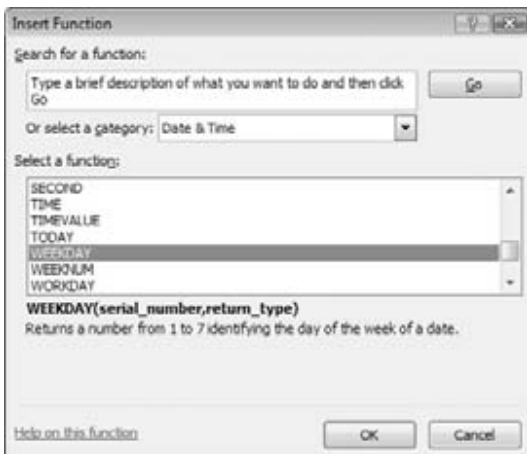 Insert Function
Search for a function:
Type a brief description of what you want to do and then click
Go
Go
Or select a category: Date & Time
Select a function:
SECOND
TIME
TIMEVALUE
TODAY
WEEKDAY
WEEKNUM
WORKDAY
WEEKDAY(serial_number,return_type)
Returns a number from 1 to 7 identifying the day of the week of a date.
Help on this function
OK
Cancel